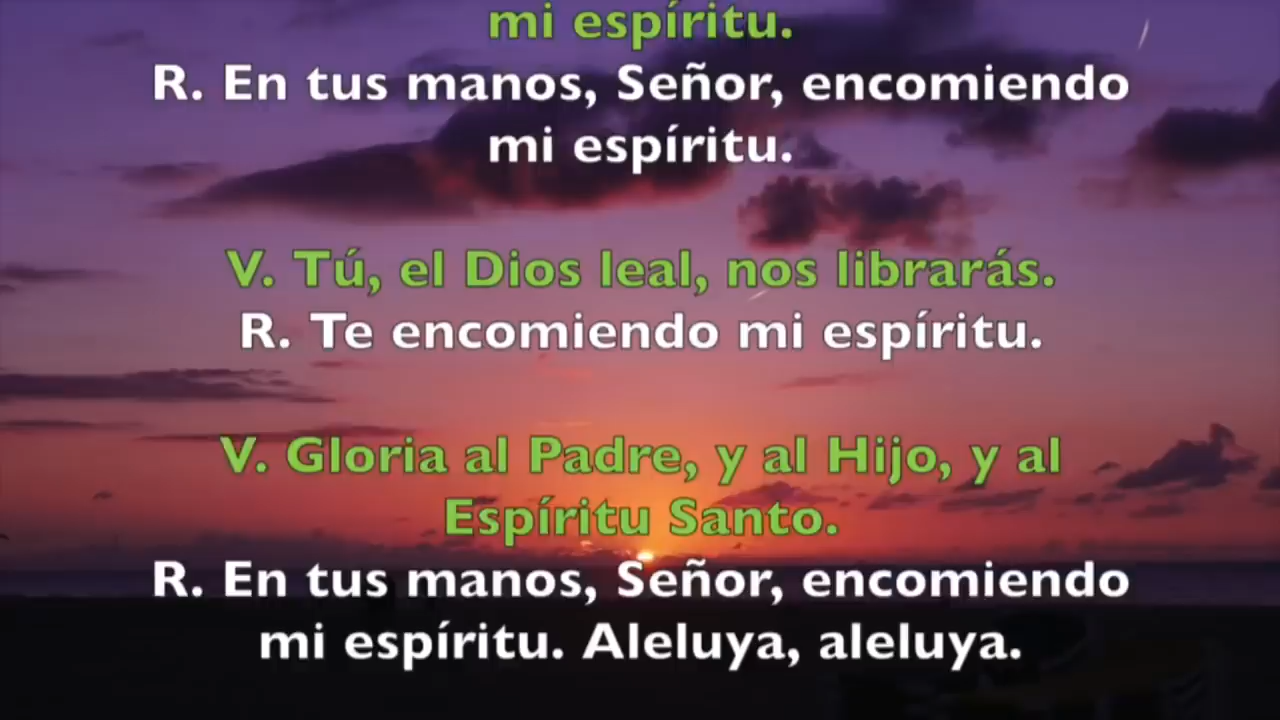 mi espíritu.
R. En tus manos, Señor, encomiendo
mi espíritu.
V. Tú, el Dios leal, nos librarás.
R. Te encomiendo mi espíritu.
V. Gloria al Padre, y al Hijo, y al
Espíritu Santo.
R. En tus manos, Señor, encomiendo
mi espíritu. Aleluya, aleluya.